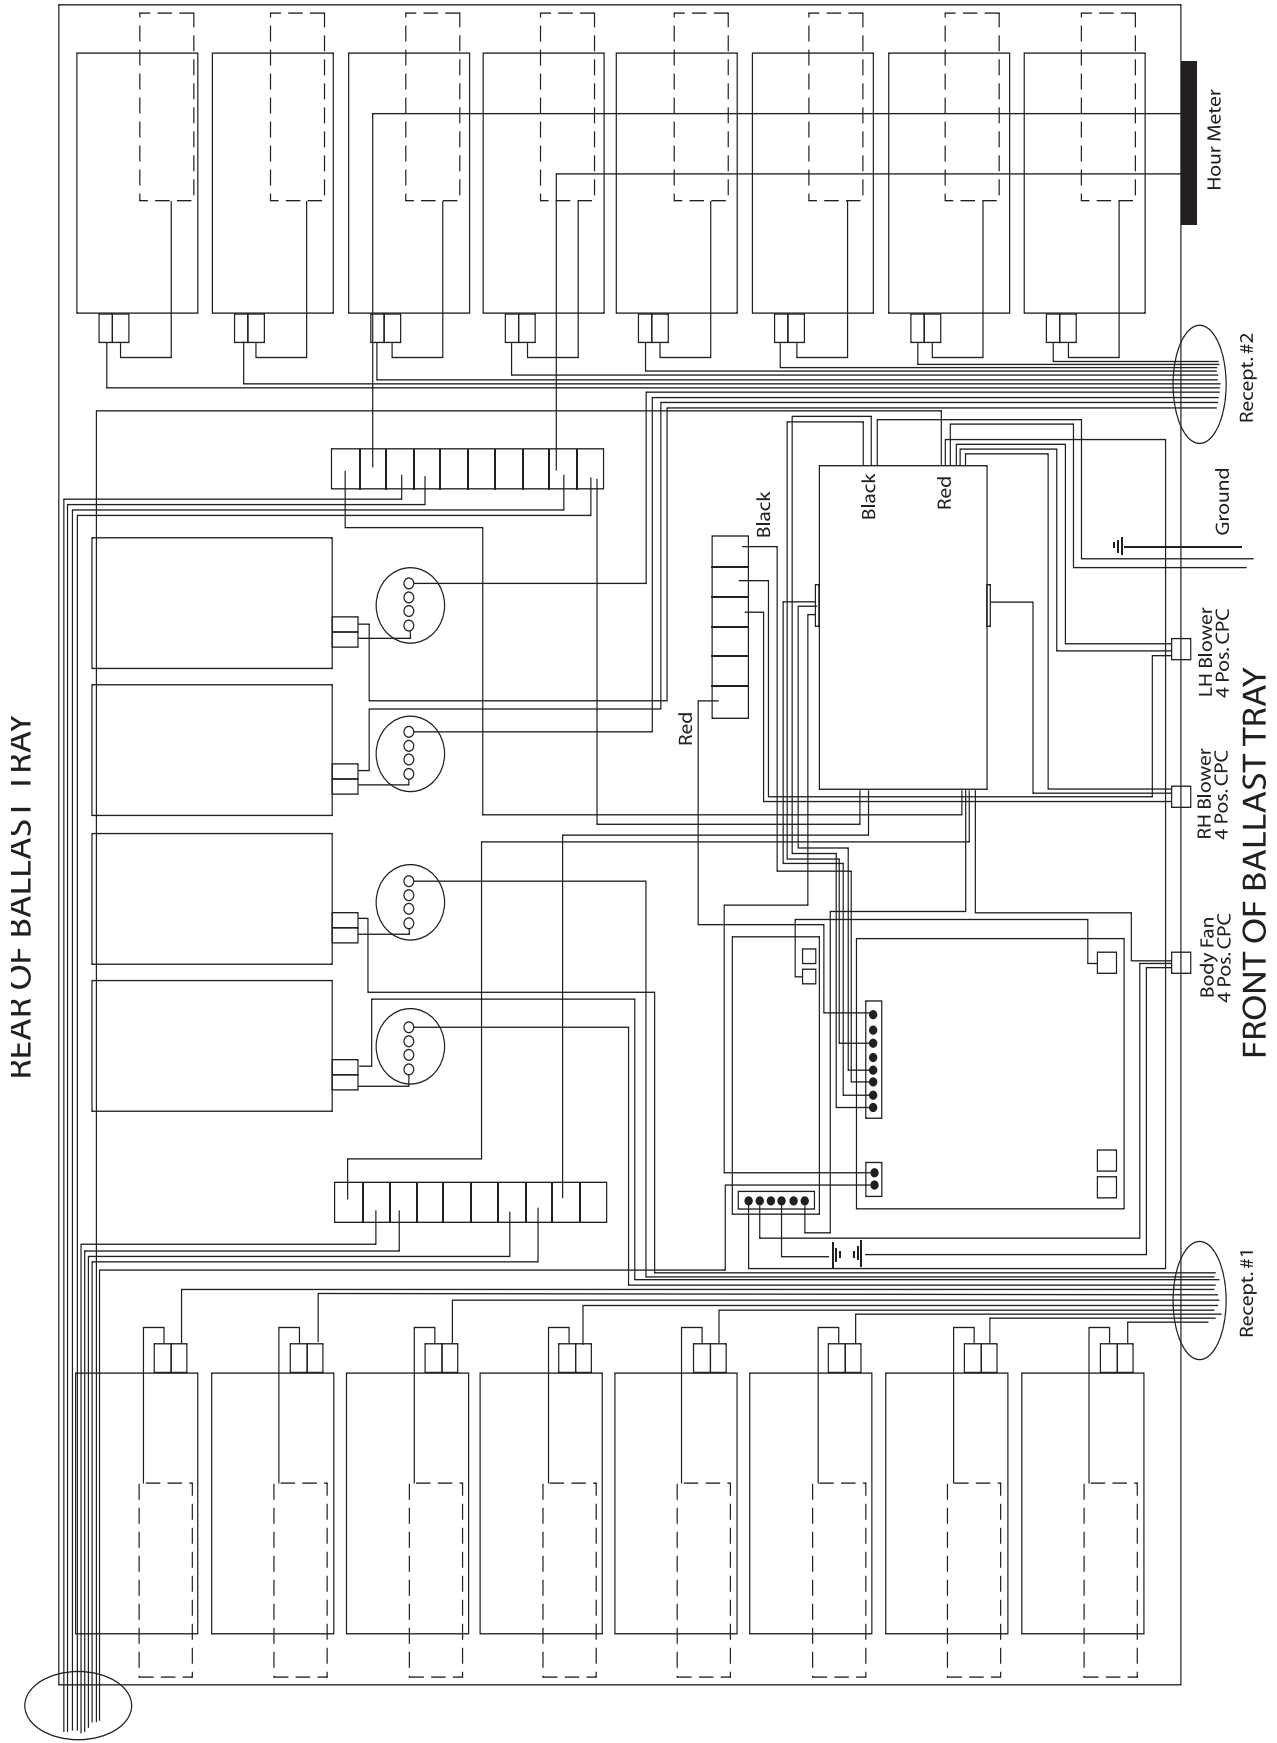 REAR OF BALLAST TRAY
Hour Meter
Recept. #2
Black
Black
Red
Ground
Red
LH Blower
4 Pos. CPC
RH Blower
4 Pos. CPC
Body Fan
4 Pos. CPC
FRONT OF BALLAST TRAY
Recept. #1